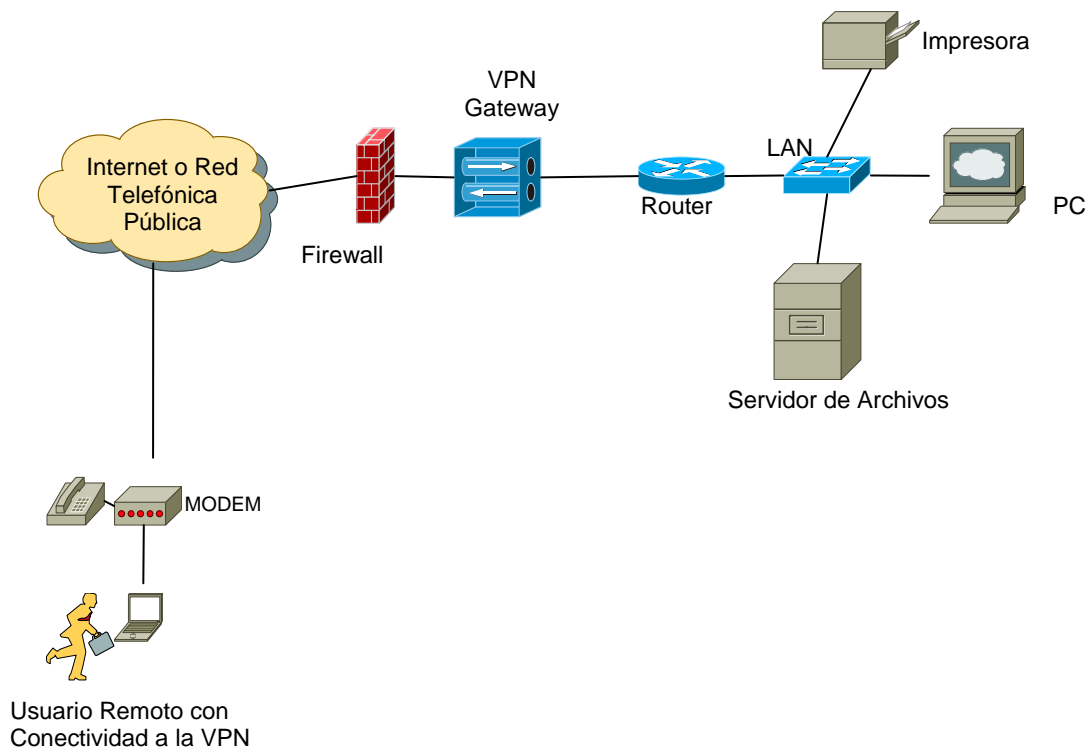 Impresora
VPN
Gateway
Internet o Red
Telefónica
Pública
LAN
Router
PC
Firewall
Servidor de Archivos
MODEM
Usuario Remoto con
Conectividad a la VPN